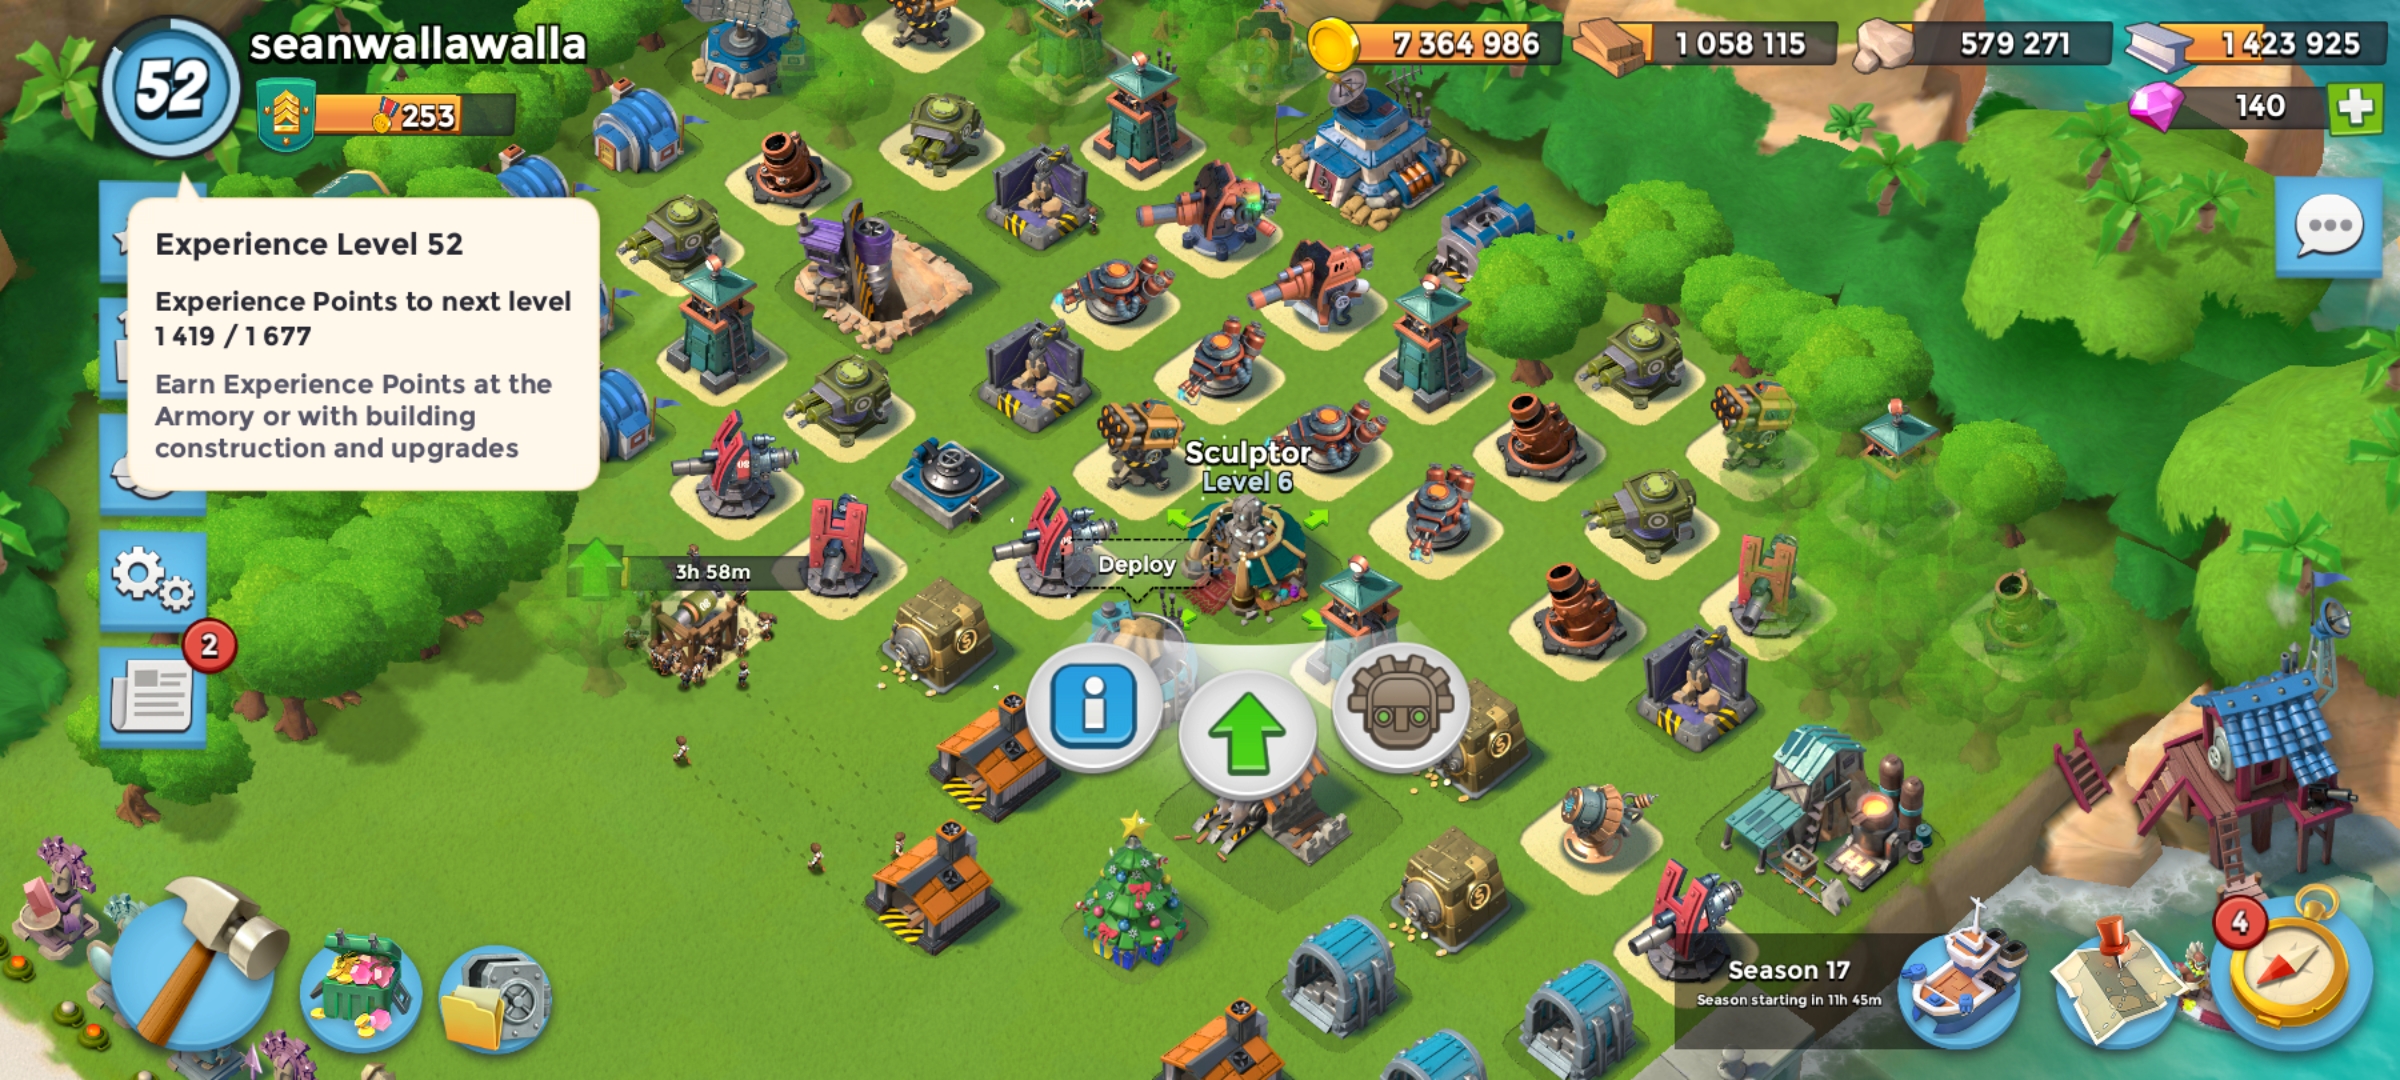 52
seanwallawalla
253
7 364 986
1 058 115
579 271
1 423 925
140
Experience Level 52
Experience Points to next level
1 419 / 1 677
Earn Experience Points at the
Armory or with building
construction and upgrades
Sculptor
Level 6
Deploy
3h 58m
2
Season 17
Season starting in 11h 45m
4